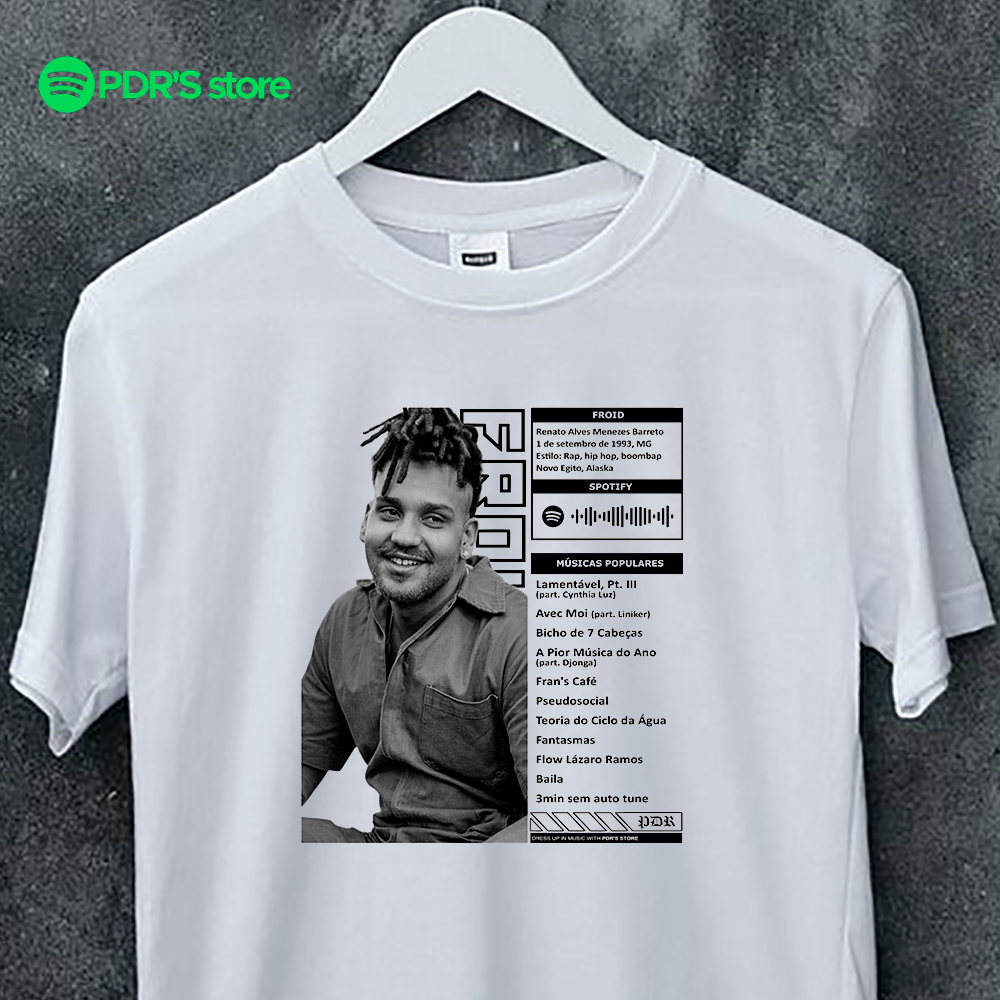 PDR'S store
FROI
FROID
Renato Alves Menezes Barreto
1 de setembro de 1993, MG
Estilo: Rap, hip hop, boombap
Novo Egito, Alaska
SPOTIFY
MÚSICAS POPULARES
Lamentável, Pt. III
(part. Cynthia Luz)
Avec Moi (part. Liniker)
Bicho de 7 Cabeças
A Pior Música do Ano
(part. Djonga)
Fran's Café
Pseudosocial
Teoria do Ciclo da Água
Fantasmas
Flow Lázaro Ramos
Baila
3min sem auto tune
PDR
DRESS UP IN MUSIC WITH PDR'S STORE